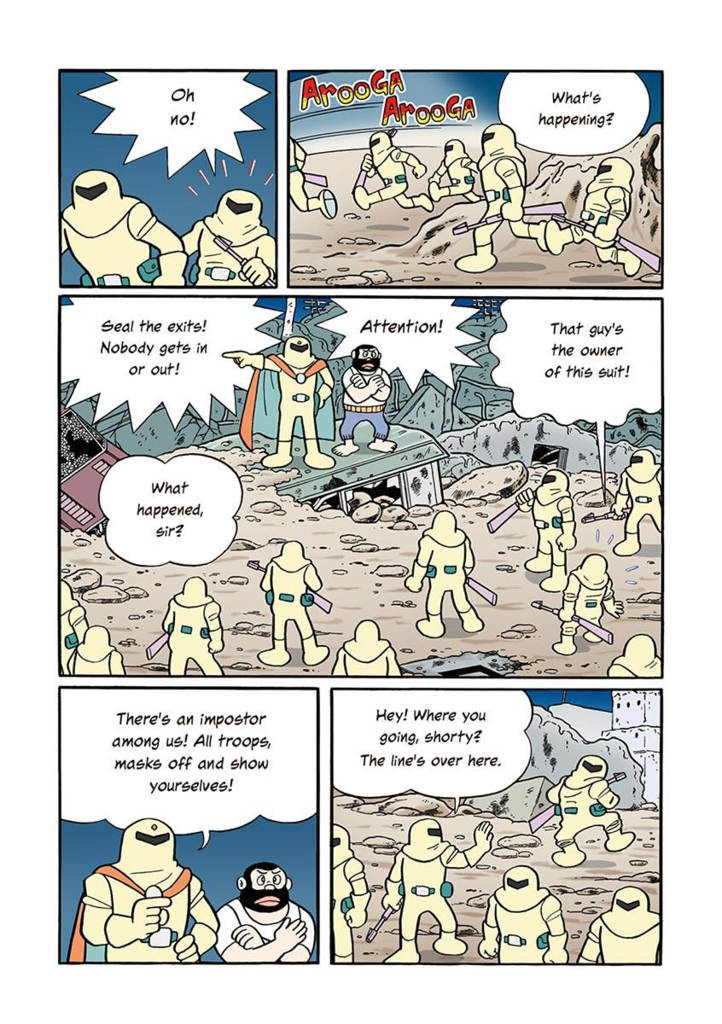 Oh
no!
ArooGA
ArooGA
What's
happening?
Seal the exits!
Nobody gets in
or out!
Attention!
That guy's
the owner
of this suit!
What
happened,
sir?
There's an impostor
among us! All troops,
masks off and show
yourselves!
Hey! Where you
going, shorty?
The line's over here.